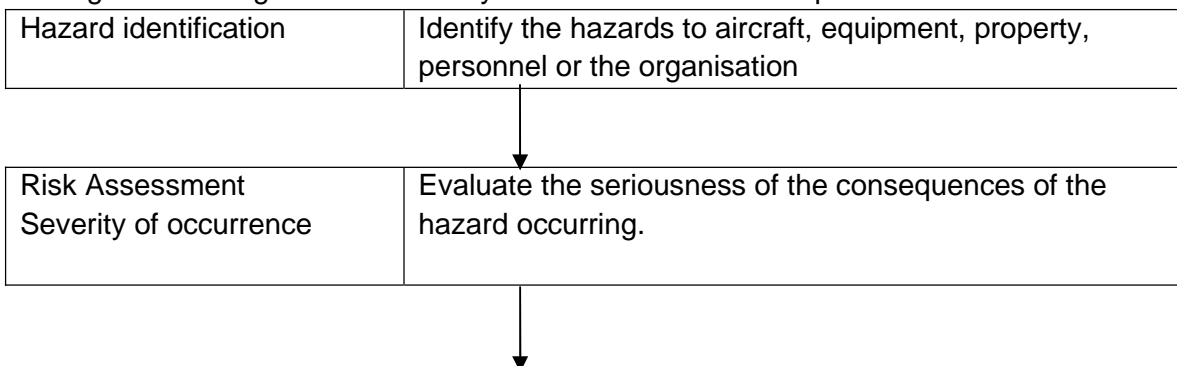 Hazard identification
Identify the hazards to aircraft, equipment, property,
personnel or the organisation
Risk Assessment
Severity of occurrence
Evaluate the seriousness of the consequences of the
hazard occurring.